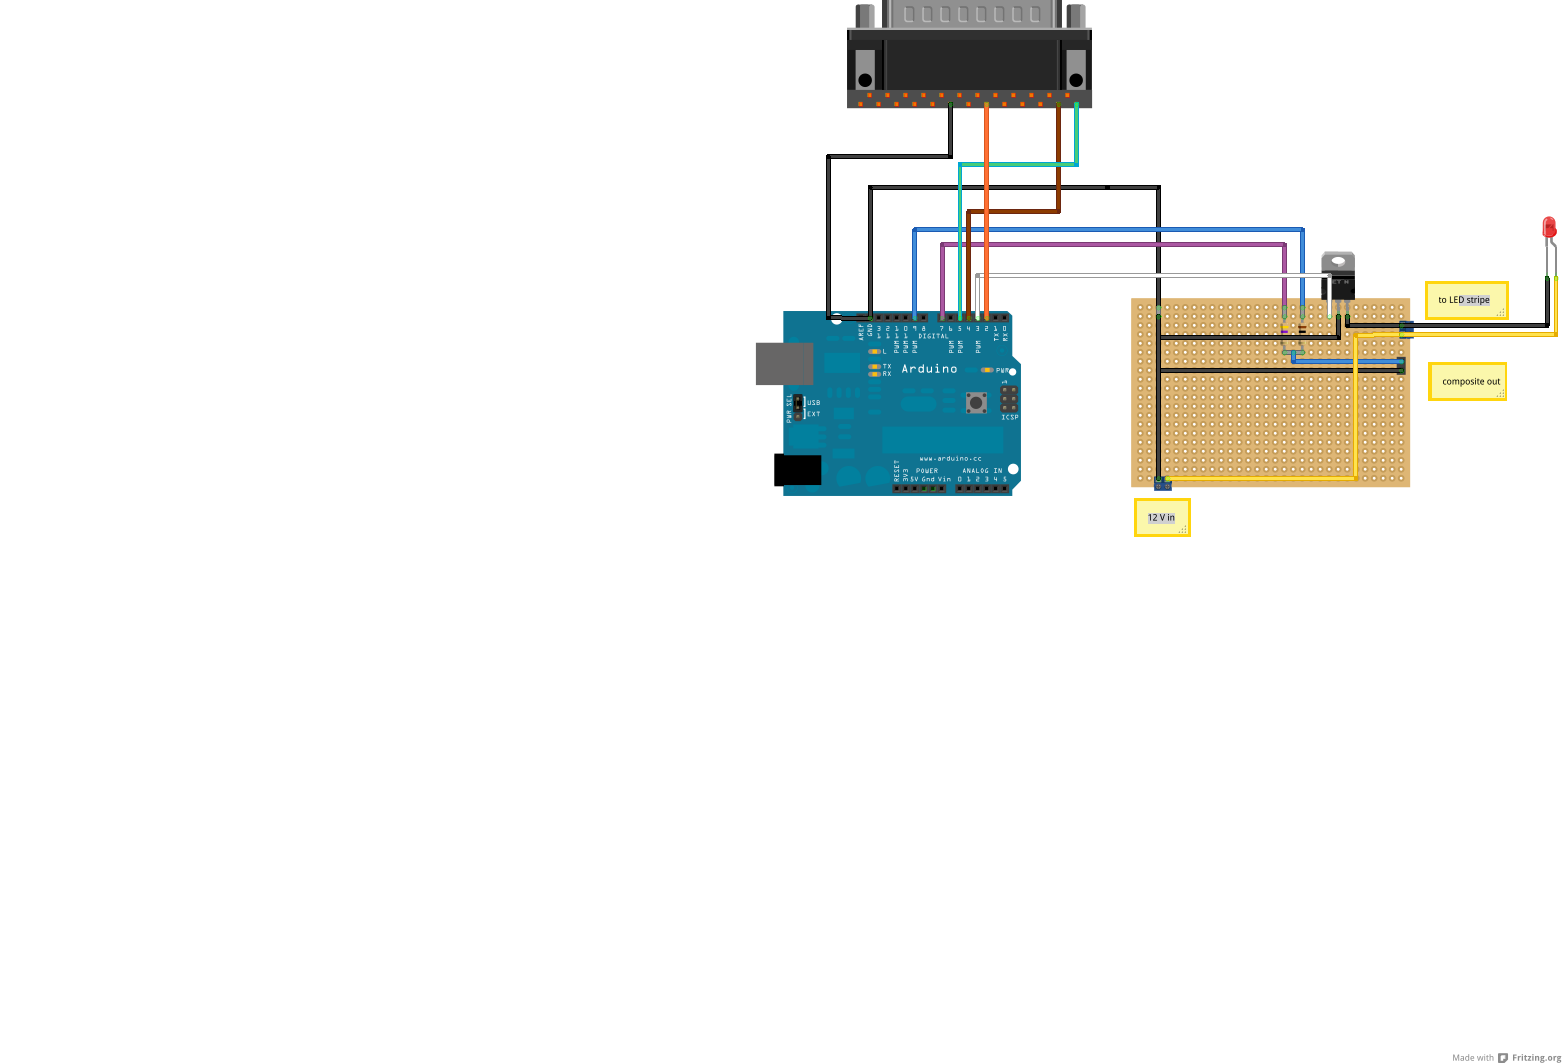 AREF
GND
13
12
11
10
9
8
7
6
5
4
3
2
1
0
PWM
PWM
PWM
PWM
PWM
PWM
TX
RX
DIGITAL
L
TX
RX
Arduino
PWR
ICSP
1
PWR SEL
USB
EXT
www.arduino.cc
POWER
ANALOG IN
RESET
3V3
5V Gnd Vin
0 1 2 3 4 5
to LED stripe
composite out
12 V in
Made with Fritzing.org